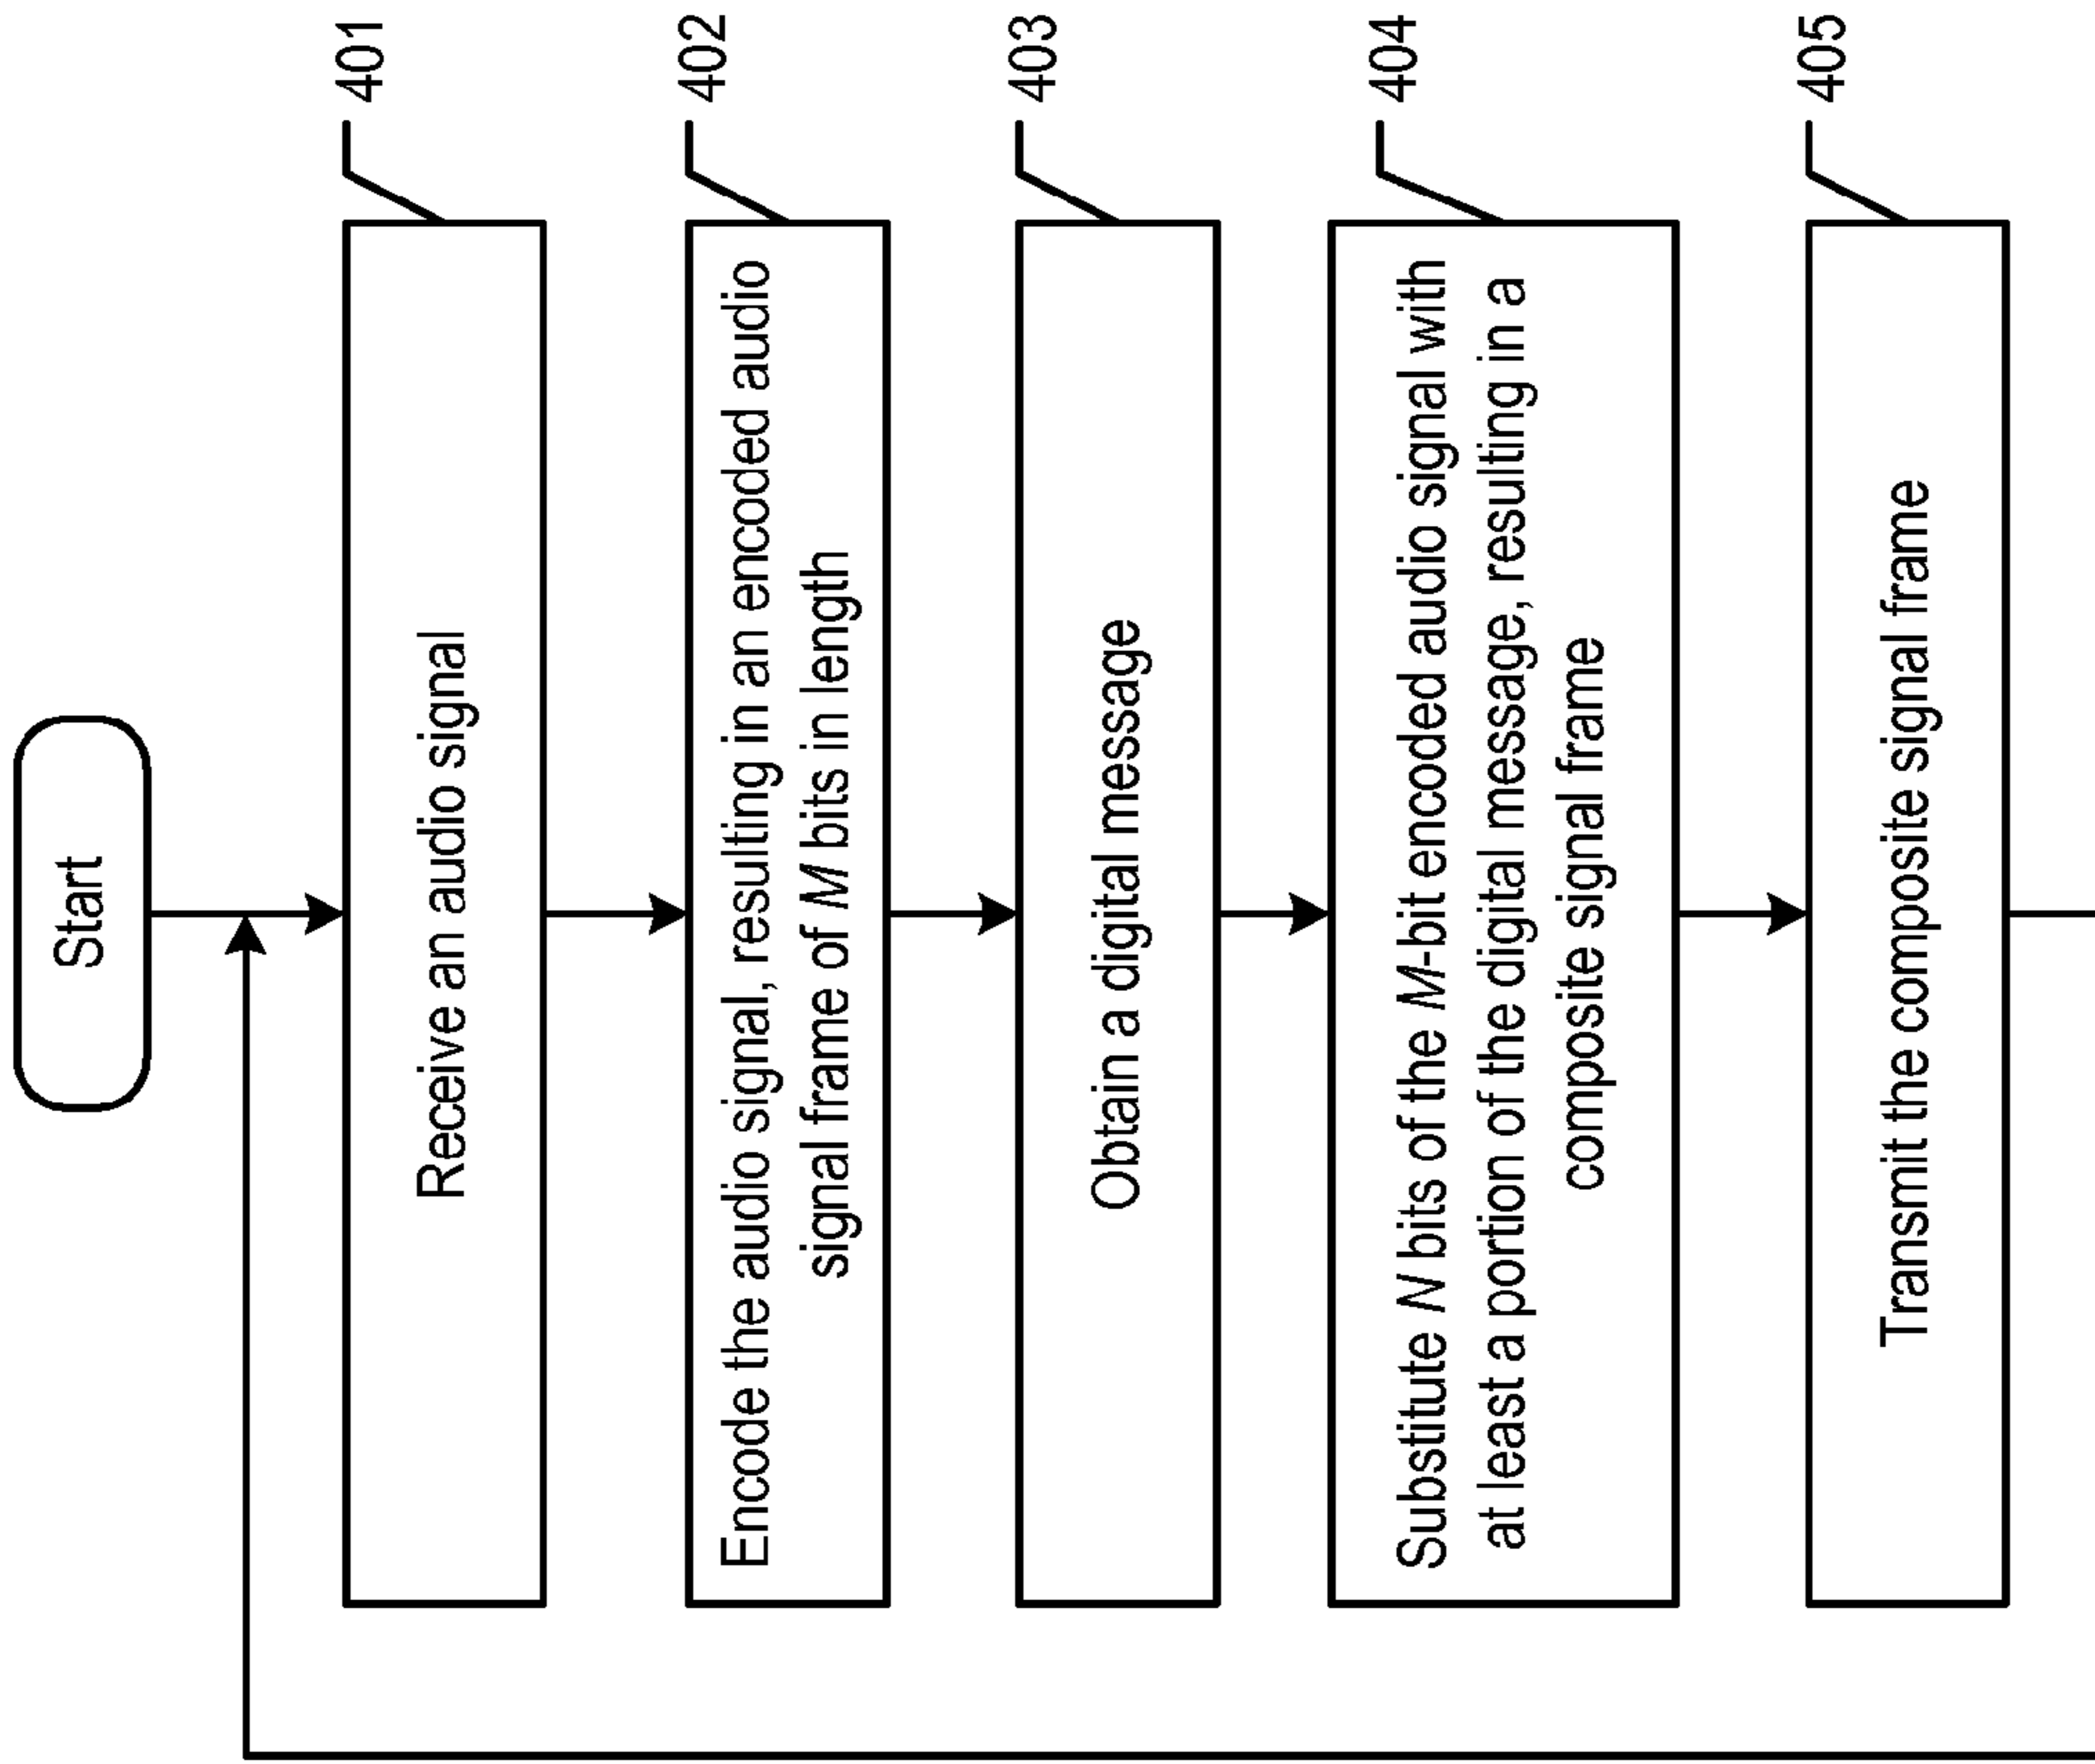 Start
401
Receive an audio signal
402
Encode the audio signal, resulting in an encoded audio
signal frame of M bits in length
403
Obtain a digital message
404
Substitute N bits of the M-bit encoded audio signal with
at least a portion of the digital message, resulting in a
composite signal frame
405
Transmit the composite signal frame